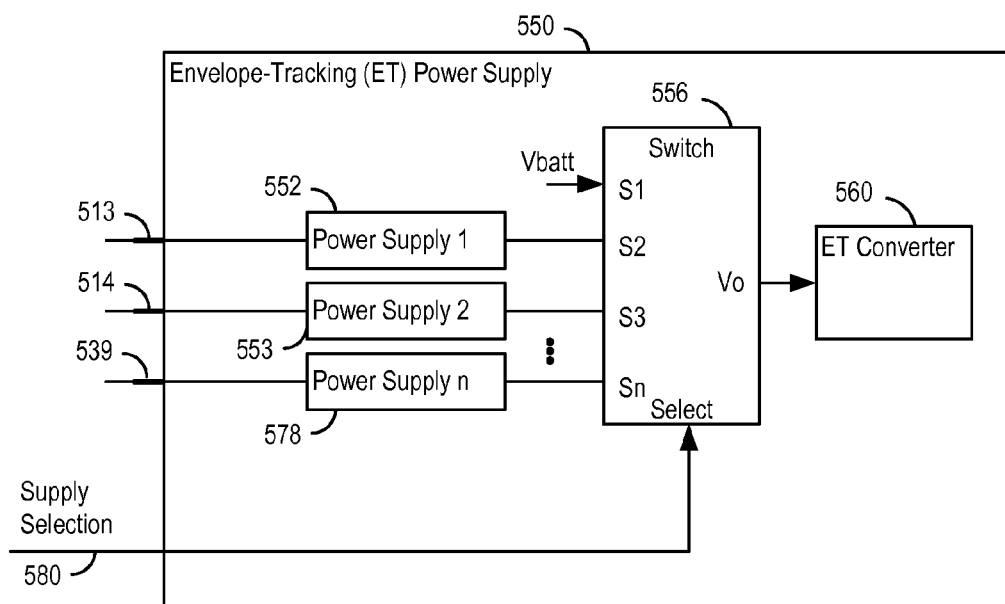 550
Envelope-Tracking (ET) Power Supply
556
Switch
Vbatt
S1
552
560
513
Power Supply 1
S2
ET Converter
Vo
514
Power Supply 2
S3
553
539
Power Supply n
Sn
Select
578
Supply
Selection
580